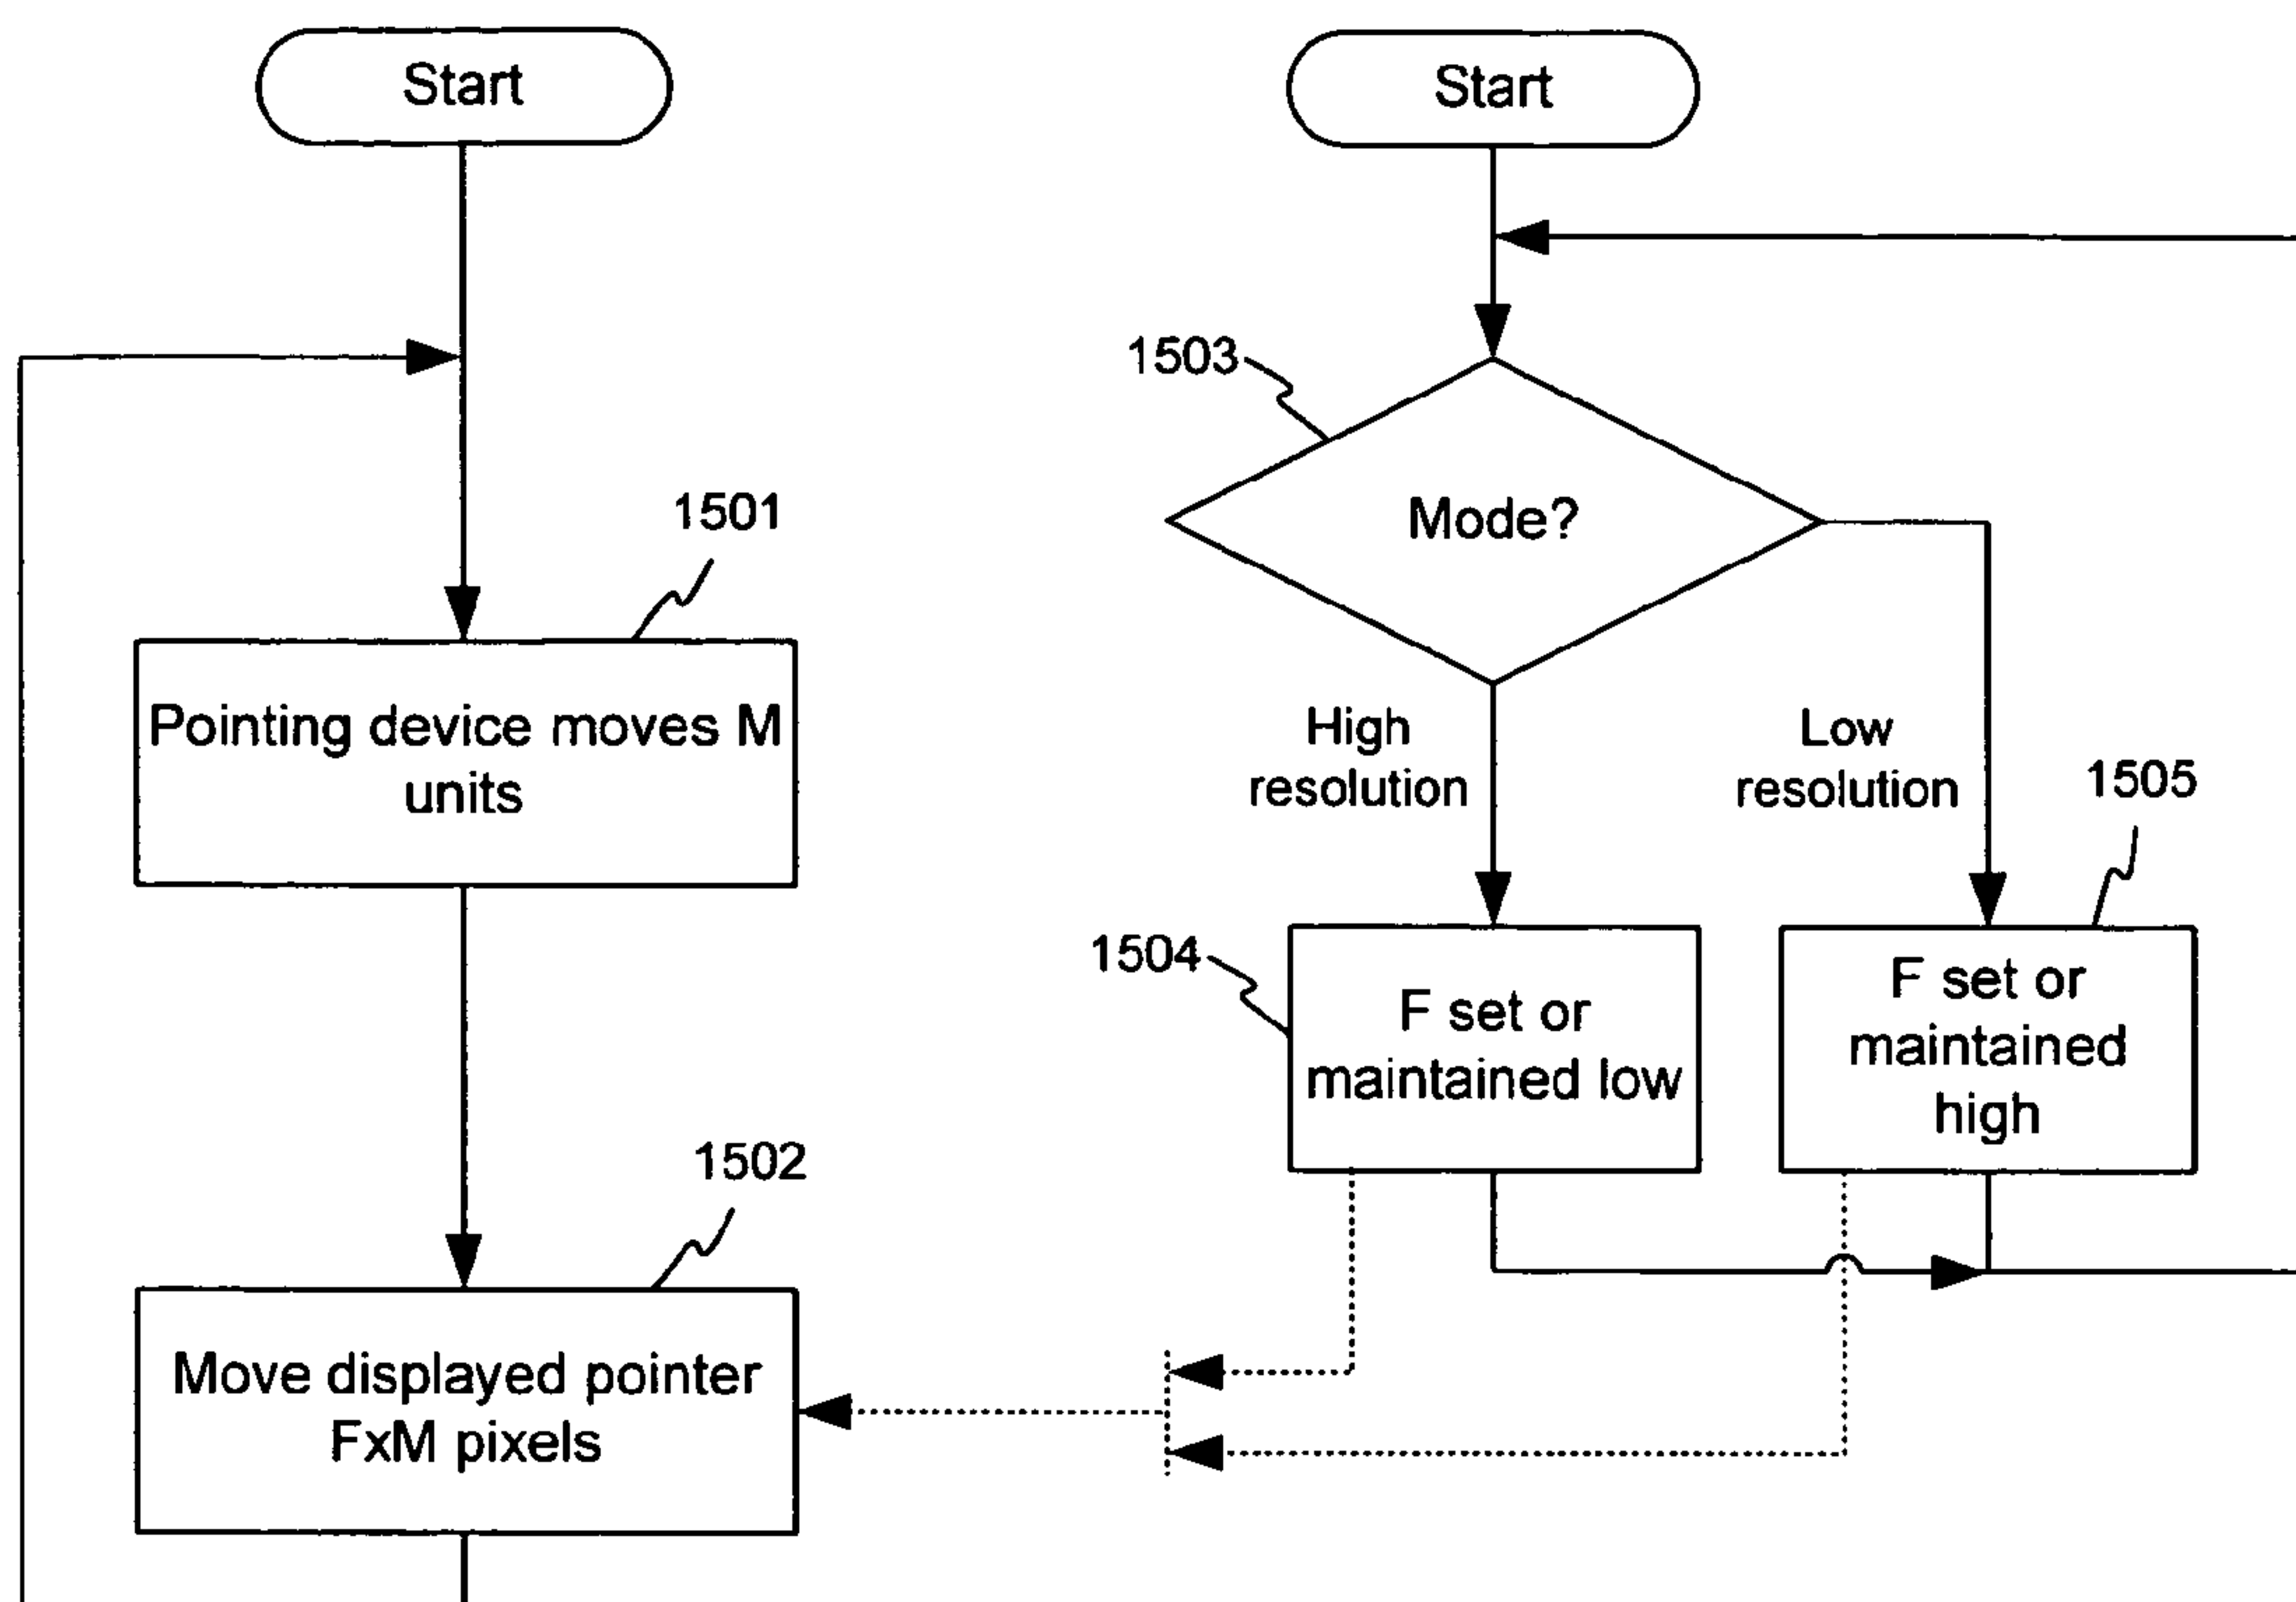 Start
1501
Pointing device moves M
units
1502
Move displayed pointer
FxM pixels
Start
1503
Mode?
High
resolution
Low
resolution
1504
F set or
maintained low
1505
F set or
maintained
high